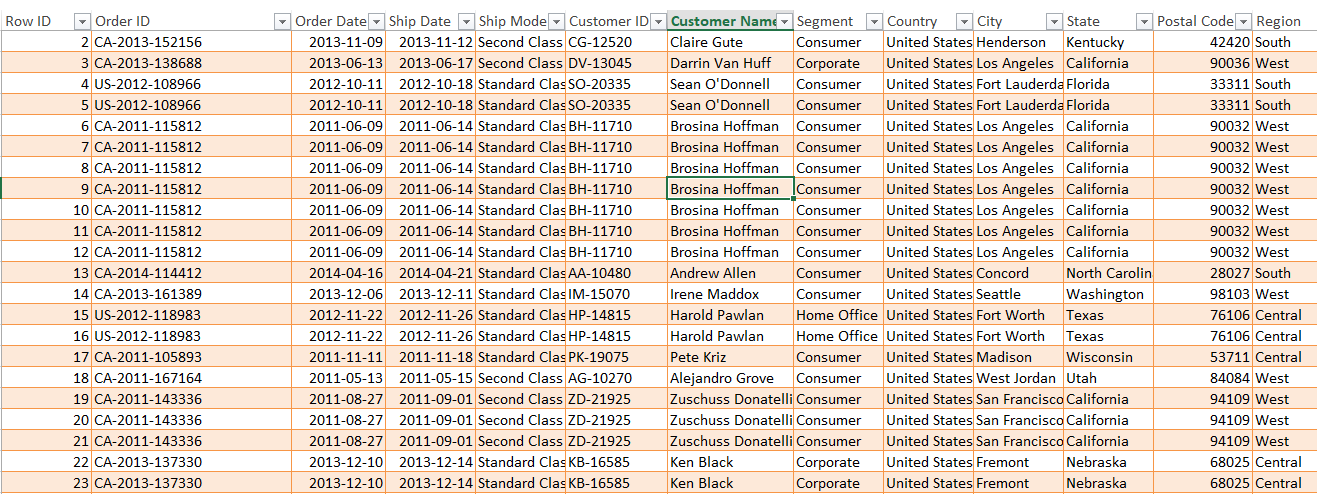 Row ID Order ID Order Date Ship Date Ship Mode Customer ID Customer Name Segment Country City State Postal Code Region
2 CA-2013-152156 2013-11-09 2013-11-12 Second Class CG-12520 Claire Gute Consumer United States Henderson Kentucky 42420 South
3 CA-2013-138688 2013-06-13 2013-06-17 Second Class DV-13045 Darrin Van Huff Corporate United States Los Angeles California 90036 West
4 US-2012-108966 2012-10-11 2012-10-18 Standard Clas SO-20335 Sean O'Donnell Consumer United States Fort Lauderda Florida 33311 South
5 US-2012-108966 2012-10-11 2012-10-18 Standard Clas SO-20335 Sean O'Donnell Consumer United States Fort Lauderda Florida 33311 South
6 CA-2011-115812 2011-06-09 2011-06-14 Standard Clas BH-11710 Brosina Hoffman Consumer United States Los Angeles California 90032 West
7 CA-2011-115812 2011-06-09 2011-06-14 Standard Clas BH-11710 Brosina Hoffman Consumer United States Los Angeles California 90032 West
8 CA-2011-115812 2011-06-09 2011-06-14 Standard Clas BH-11710 Brosina Hoffman Consumer United States Los Angeles California 90032 West
9 CA-2011-115812 2011-06-09 2011-06-14 Standard Clas BH-11710 Brosina Hoffman Consumer United States Los Angeles California 90032 West
10 CA-2011-115812 2011-06-09 2011-06-14 Standard Clas BH-11710 Brosina Hoffman Consumer United States Los Angeles California 90032 West
11 CA-2011-115812 2011-06-09 2011-06-14 Standard Clas BH-11710 Brosina Hoffman Consumer United States Los Angeles California 90032 West
12 CA-2011-115812 2011-06-09 2011-06-14 Standard Clas BH-11710 Brosina Hoffman Consumer United States Los Angeles California 90032 West
13 CA-2014-114412 2014-04-16 2014-04-21 Standard Clas AA-10480 Andrew Allen Consumer United States Concord North Carolin 28027 South
14 CA-2013-161389 2013-12-06 2013-12-11 Standard Clas IM-15070 Irene Maddox Consumer United States Seattle Washington 98103 West
15 US-2012-118983 2012-11-22 2012-11-26 Standard Clas HP-14815 Harold Pawlan Home Office United States Fort Worth Texas 76106 Central
16 US-2012-118983 2012-11-22 2012-11-26 Standard Clas HP-14815 Harold Pawlan Home Office United States Fort Worth Texas 76106 Central
17 CA-2011-105893 2011-11-11 2011-11-18 Standard Clas PK-19075 Pete Kriz Consumer United States Madison Wisconsin 53711 Central
18 CA-2011-167164 2011-05-13 2011-05-15 Second Class AG-10270 Alejandro Grove Consumer United States West Jordan Utah 84084 West
19 CA-2011-143336 2011-08-27 2011-09-01 Second Class ZD-21925 Zuschuss Donatelli Consumer United States San Francisco California 94109 West
20 CA-2011-143336 2011-08-27 2011-09-01 Second Class ZD-21925 Zuschuss Donatelli Consumer United States San Francisco California 94109 West
21 CA-2011-143336 2011-08-27 2011-09-01 Second Class ZD-21925 Zuschuss Donatelli Consumer United States San Francisco California 94109 West
22 CA-2013-137330 2013-12-10 2013-12-14 Standard Clas KB-16585 Ken Black Corporate United States Fremont Nebraska 68025 Central
23 CA-2013-137330 2013-12-10 2013-12-14 Standard Clas KB-16585 Ken Black Corporate United States Fremont Nebraska 68025 Central